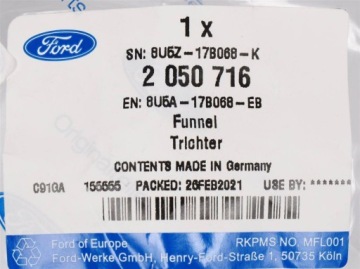 1 x
Ford
SN: 8U5Z-17B068-K
2 050 716
EN: 8U5A-17B068-EB
Funnel
Trichter
CONTENTS MADE IN Germany
C91GA 155555 PACKED: 26FEB2021 USE BY: *******
Ford of Europe RKPMS NO. MFL001
Ford-Werke GmbH, Henry-Ford-Straße 1, 50735 Köln